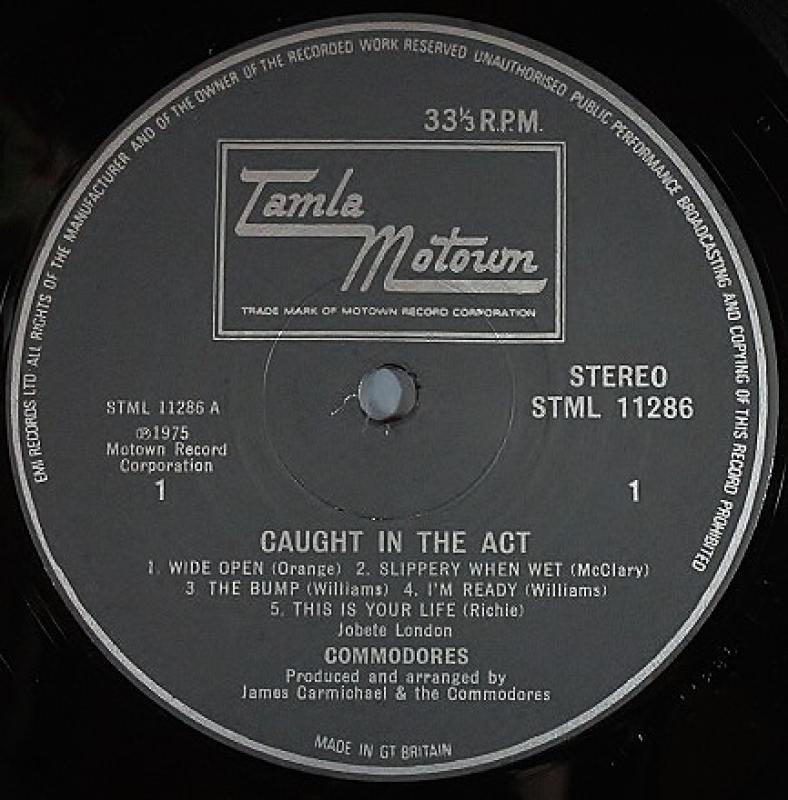 EMI RECORDS LTD ALL RIGHTS OF THE MANUFACTURER AND OF THE OWNER OF THE RECORDED WORK RESERVED UNAUTHORISED PUBLIC PERFORMANCE BROADCASTING AND COPYING OF THIS RECORD PROHIBITED
33⅓ R.P.M.
Tamla
Motown
TRADE MARK OF MOTOWN RECORD CORPORATION
STEREO
STML 11286
STML 11286 A
℗1975
Motown Record
Corporation
1
1
CAUGHT IN THE ACT
1. WIDE OPEN (Orange) 2. SLIPPERY WHEN WET (McClary)
3 THE BUMP (Williams) 4. I'M READY (Williams)
5. THIS IS YOUR LIFE (Richie)
Jobete London
COMMODORES
Produced and arranged by
James Carmichael & the Commodores
MADE IN GT BRITAIN